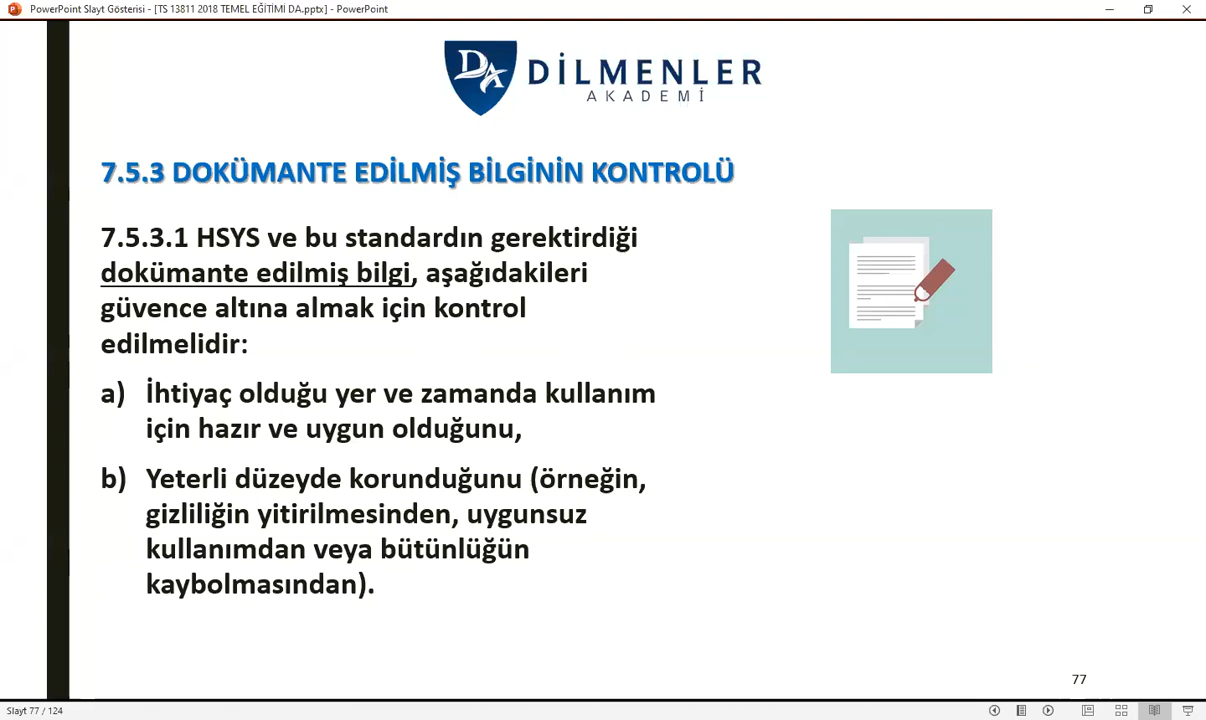 PowerPoint Slayt Gösterisi - [TS 13811 2018 TEMEL EĞİTİMİ DA.pptx] - PowerPoint
DA DİLMENLER
AKADEMİ
7.5.3 DOKÜMANTE EDİLMİŞ BİLGİNİN KONTROLÜ
7.5.3.1 HSYS ve bu standardın gerektirdiği
dokümante edilmiş bilgi, aşağıdakileri
güvence altına almak için kontrol
edilmelidir:
a) İhtiyaç olduğu yer ve zamanda kullanım
için hazır ve uygun olduğunu,
b) Yeterli düzeyde korunduğunu (örneğin,
gizliliğin yitirilmesinden, uygunsuz
kullanımdan veya bütünlüğün
kaybolmasından).
77
Slayt 77 / 124